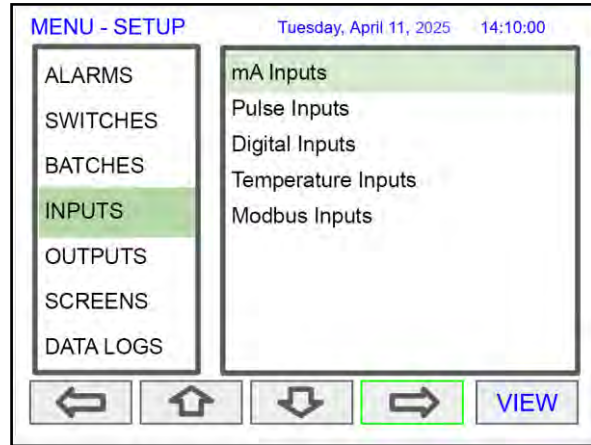 MENU - SETUP Tuesday, April 11, 2025 14:10:00
ALARMS
SWITCHES
BATCHES
INPUTS
OUTPUTS
SCREENS
DATA LOGS
mA Inputs
Pulse Inputs
Digital Inputs
Temperature Inputs
Modbus Inputs
VIEW